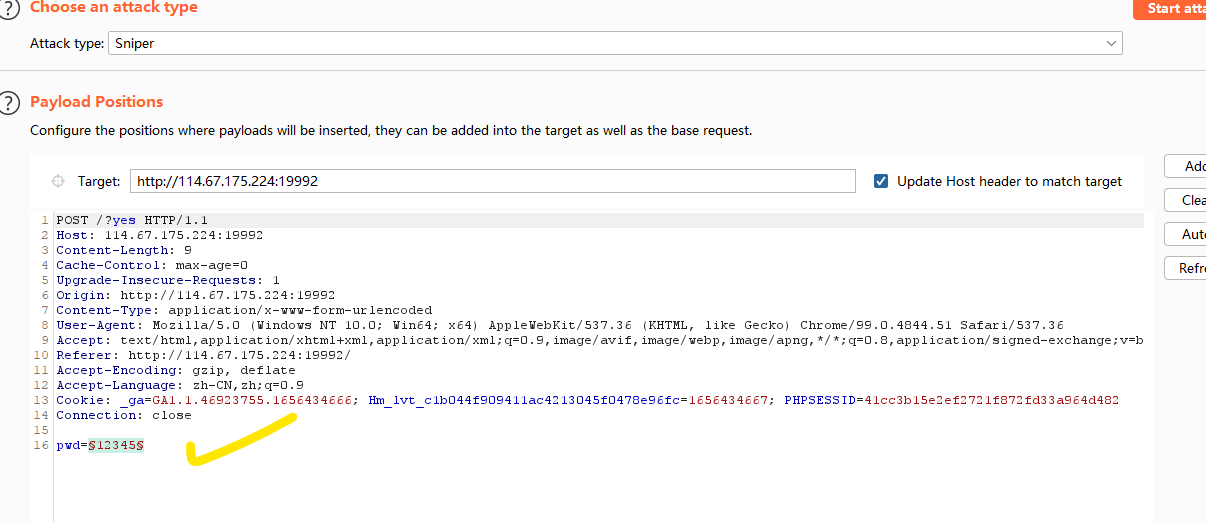 ? Choose an attack type
Start atta
Attack type: Sniper
? Payload Positions
Configure the positions where payloads will be inserted, they can be added into the target as well as the base request.
Target: http://114.67.175.224:19992
Update Host header to match target
Add
Clea
Auto
Refre
1 POST /?yes HTTP/1.1
2 Host: 114.67.175.224:19992
3 Content-Length: 9
4 Cache-Control: max-age=0
5 Upgrade-Insecure-Requests: 1
6 Origin: http://114.67.175.224:19992
7 Content-Type: application/x-www-form-urlencoded
8 User-Agent: Mozilla/5.0 (Windows NT 10.0; Win64; x64) AppleWebKit/537.36 (KHTML, like Gecko) Chrome/99.0.4844.51 Safari/537.36
9 Accept: text/html,application/xhtml+xml,application/xml;q=0.9,image/avif,image/webp,image/apng,*/*;q=0.8,application/signed-exchange;v=b
10 Referer: http://114.67.175.224:19992/
11 Accept-Encoding: gzip, deflate
12 Accept-Language: zh-CN,zh;q=0.9
13 Cookie: _ga=GA1.1.46923755.1656434666; Hm_lvt_c1b044f909411ac4213045f0478e96fc=1656434667; PHPSESSID=41cc3b15e2ef2721f872fd33a964d482
14 Connection: close
15
16 pwd=§12345§